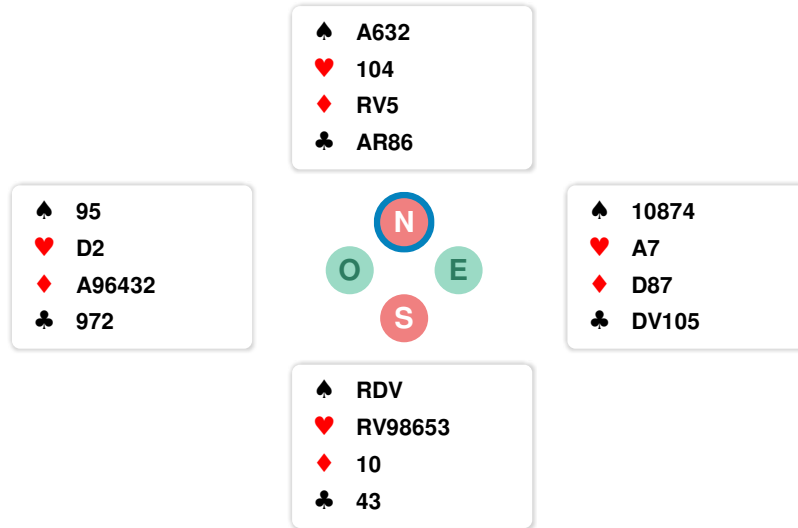 ♠ A632
♥ 104
♦ RV5
♣ AR86
♠ 95
♥ D2
♦ A96432
♣ 972
N
O E
S
♠ 10874
♥ A7
♦ D87
♣ DV105
♠ RDV
♥ RV98653
♦ 10
♣ 43